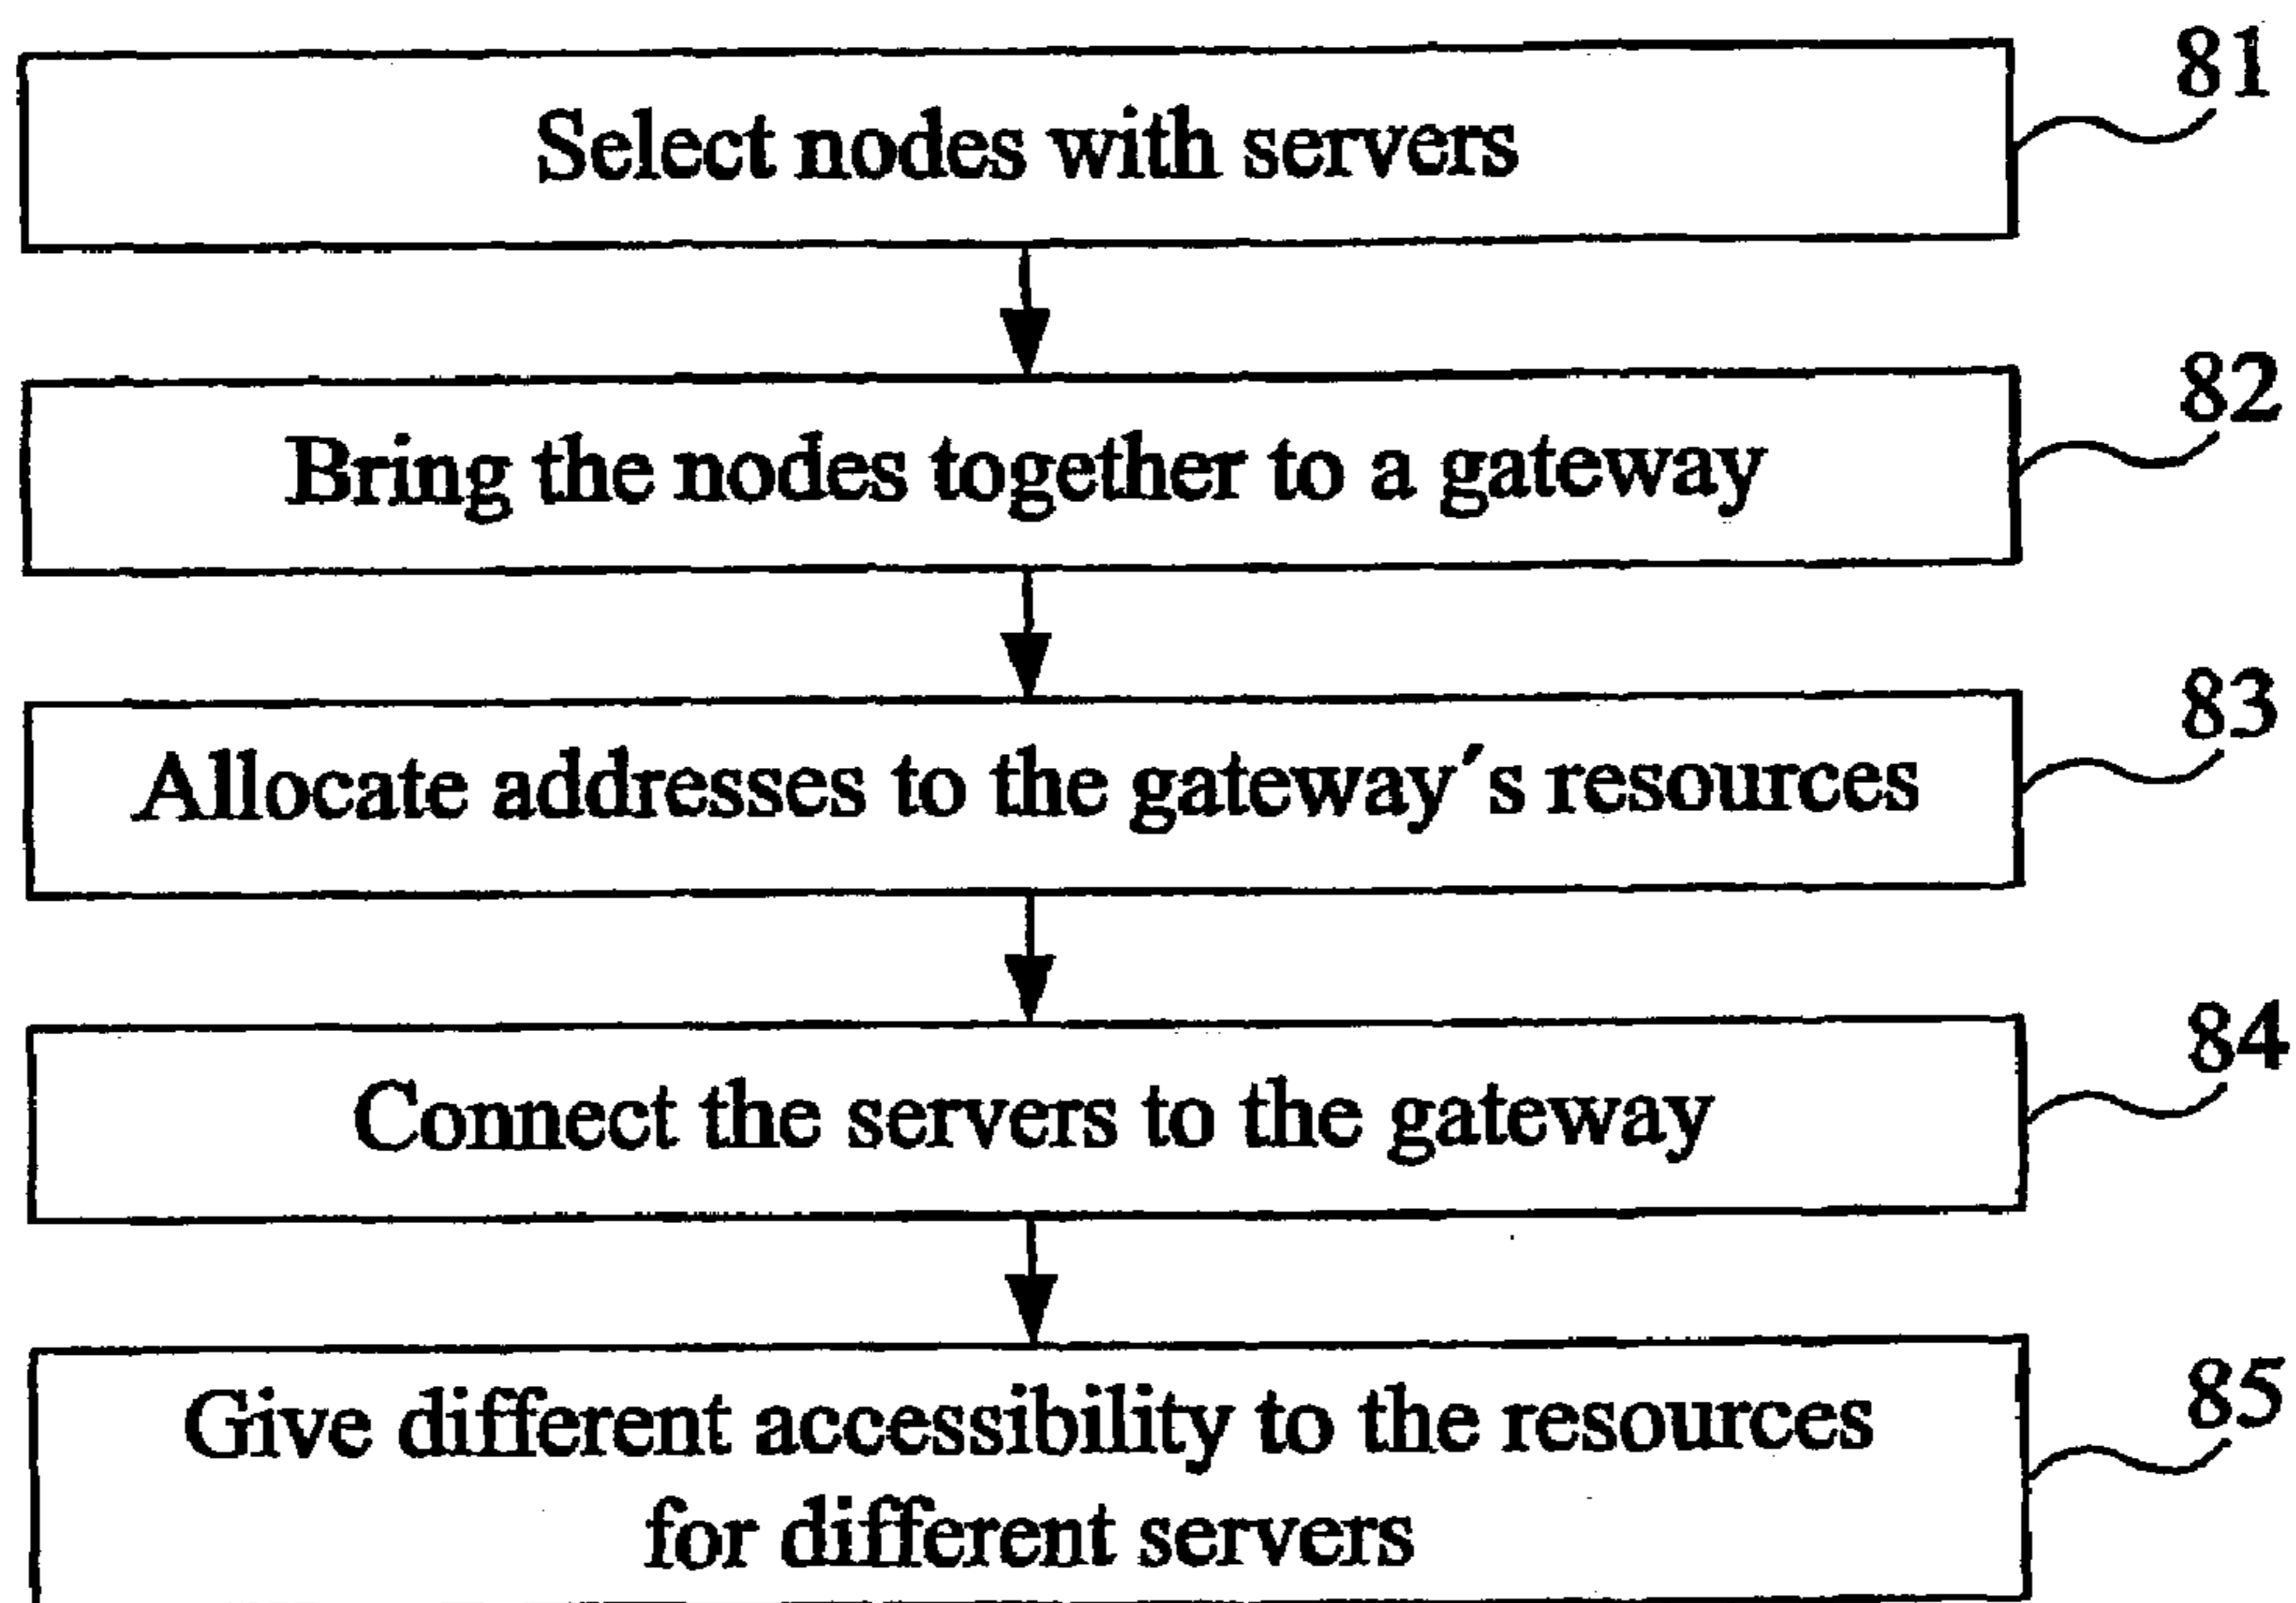 81
Select nodes with servers
82
Bring the nodes together to a gateway
83
Allocate addresses to the gateway´s resources
84
Connect the servers to the gateway
85
Give different accessibility to the resources
for different servers